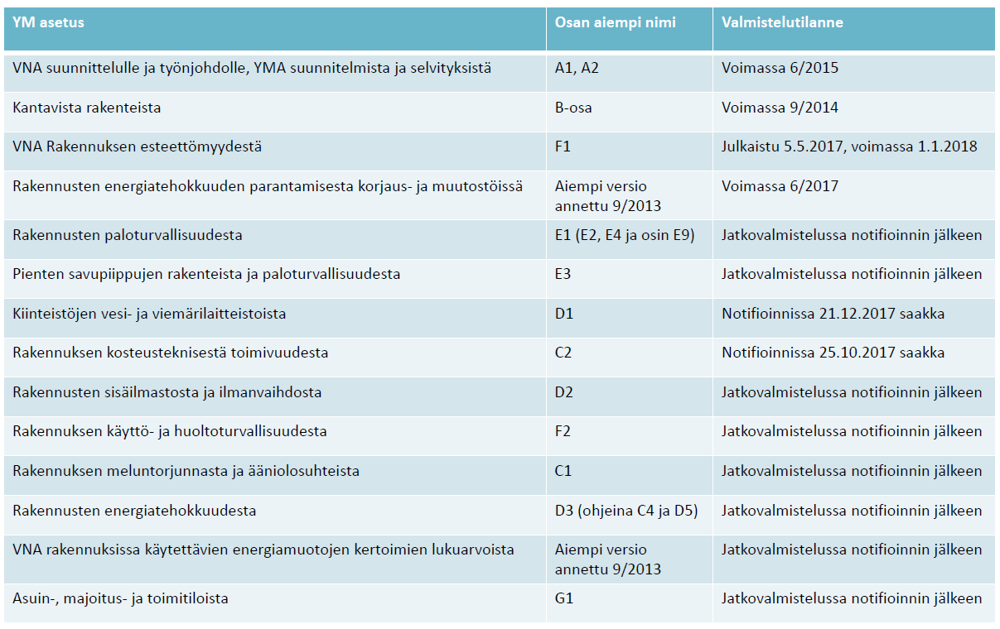 YM asetus Osan aiempi nimi Valmistelutilanne
VNA suunnittelulle ja työnjohdolle, YMA suunnitelmista ja selvityksistä A1, A2 Voimassa 6/2015
Kantavista rakenteista B-osa Voimassa 9/2014
VNA Rakennuksen esteettömyydestä F1 Julkaistu 5.5.2017, voimassa 1.1.2018
Rakennusten energiatehokkuuden parantamisesta korjaus- ja muutostöissä Aiempi versio Voimassa 6/2017
annettu 9/2013
Rakennusten paloturvallisuudesta E1 (E2, E4 ja osin E9) Jatkovalmistelussa notifioinnin jälkeen
Pienten savupiippujen rakenteista ja paloturvallisuudesta E3 Jatkovalmistelussa notifioinnin jälkeen
Kiinteistöjen vesi- ja viemärilaitteistoista D1 Notifioinnissa 21.12.2017 saakka
Rakennuksen kosteusteknisestä toimivuudesta C2 Notifioinnissa 25.10.2017 saakka
Rakennusten sisäilmastosta ja ilmanvaihdosta D2 Jatkovalmistelussa notifioinnin jälkeen
Rakennuksen käyttö- ja huoltoturvallisuudesta F2 Jatkovalmistelussa notifioinnin jälkeen
Rakennuksen meluntorjunnasta ja ääniolosuhteista C1 Jatkovalmistelussa notifioinnin jälkeen
Rakennusten energiatehokkuudesta D3 (ohjeina C4 ja D5) Jatkovalmistelussa notifioinnin jälkeen
VNA rakennuksissa käytettävien energiamuotojen kertoimien lukuarvoista Aiempi versio Jatkovalmistelussa notifioinnin jälkeen
annettu 9/2013
Asuin-, majoitus- ja toimitiloista G1 Jatkovalmistelussa notifioinnin jälkeen